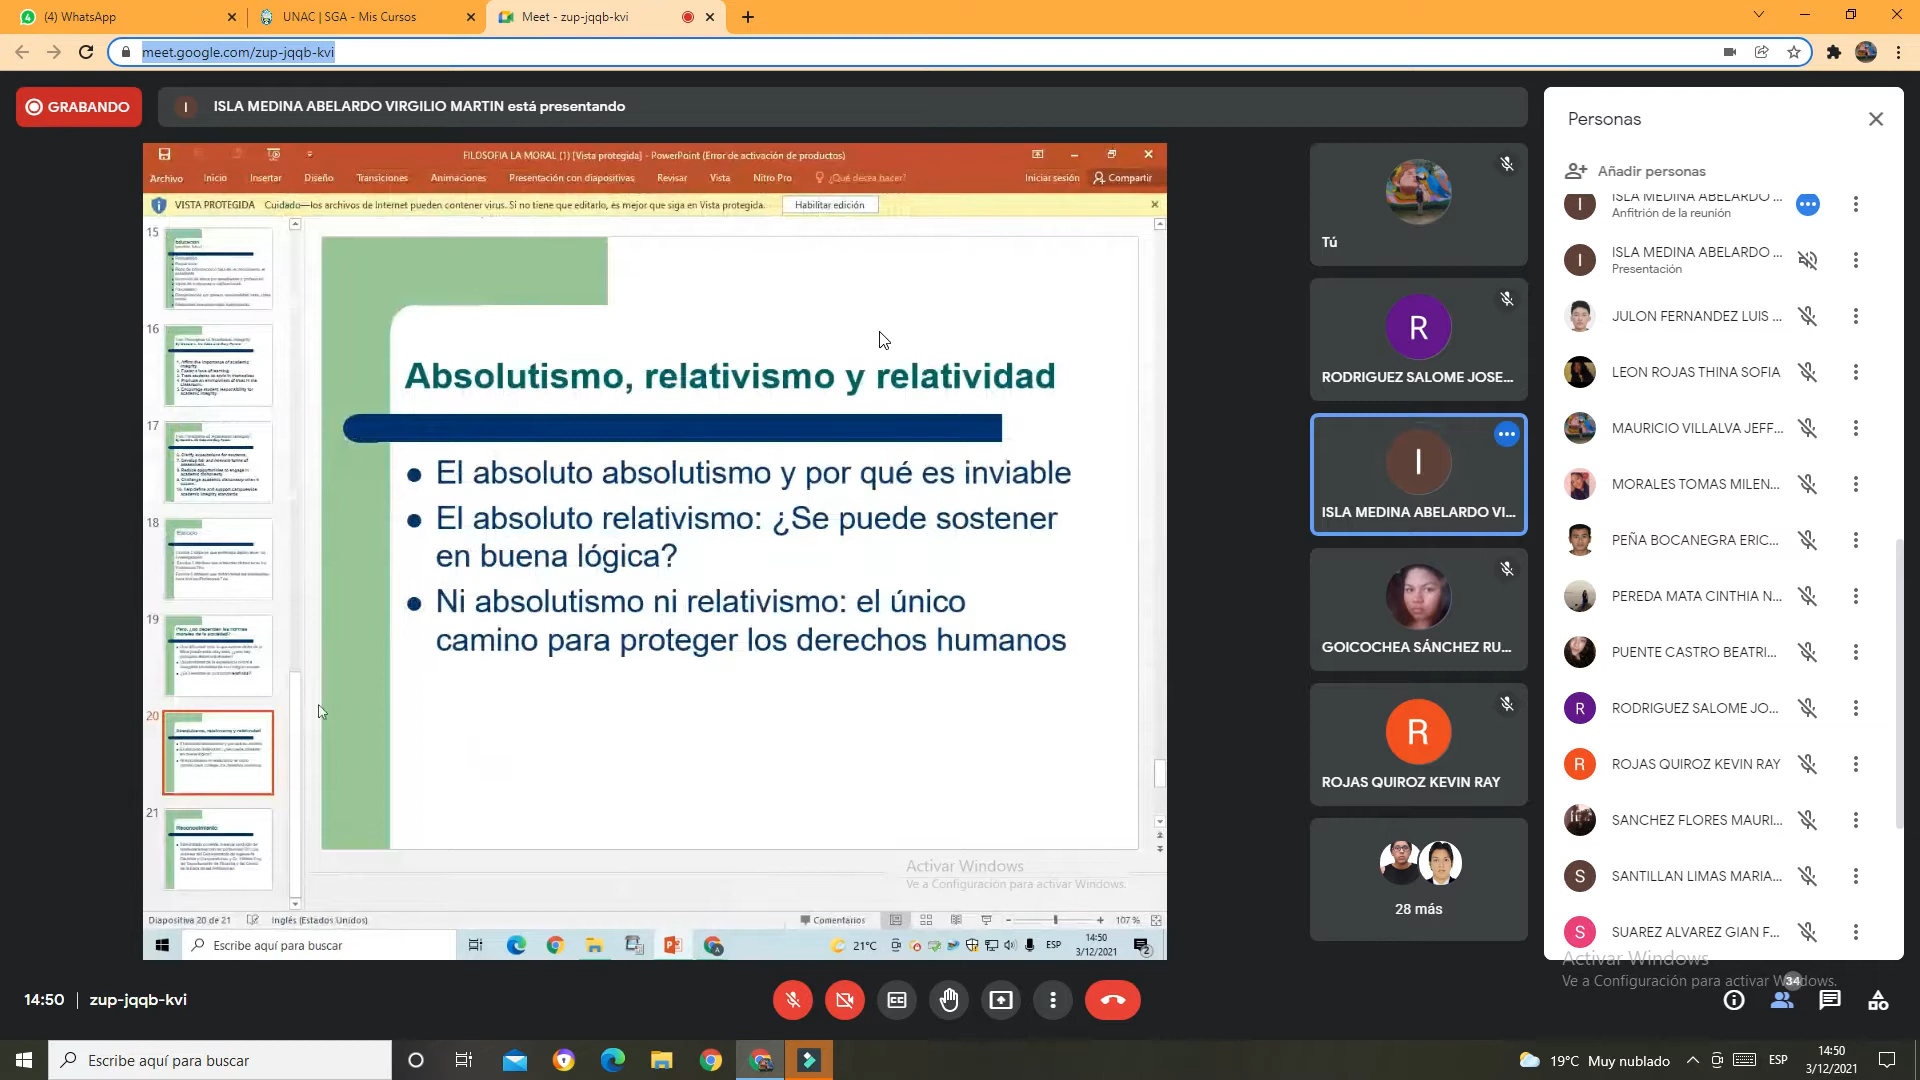 (4) WhatsApp
UNAC | SGA - Mis Cursos
Meet - zup-jqqb-kvi
meet.google.com/zup-jqqb-kvi
GRABANDO
I
ISLA MEDINA ABELARDO VIRGILIO MARTIN está presentando
FILOSOFIA LA MORAL (1) [Vista protegida] - PowerPoint (Error de activación de productos)
Archivo Inicio Insertar Diseño Transiciones Animaciones Presentación con diapositivas Revisar Vista Nitro Pro ¿Qué desea hacer? Iniciar sesión Compartir
VISTA PROTEGIDA Cuidado—los archivos de Internet pueden contener virus. Si no tiene que editarlo, es mejor que siga en Vista protegida. Habilitar edición
15
16
17
18
19
20
21
Reconocimiento
Absolutismo, relativismo y relatividad
El absoluto absolutismo y por qué es inviable
El absoluto relativismo: ¿Se puede sostener
en buena lógica?
Ni absolutismo ni relativismo: el único
camino para proteger los derechos humanos
Activar Windows
Ve a Configuración para activar Windows.
Diapositiva 20 de 21 Inglés (Estados Unidos) Comentarios 107 %
Escribe aquí para buscar
21°C
ESP
14:50
3/12/2021
2
Tú
R
RODRIGUEZ SALOME JOSE...
I
ISLA MEDINA ABELARDO VI...
GOICOCHEA SÁNCHEZ RU...
R
ROJAS QUIROZ KEVIN RAY
28 más
Personas
Añadir personas
I
ISLA MEDINA ABELARDO ...
Anfitrión de la reunión
I
ISLA MEDINA ABELARDO ...
Presentación
JULON FERNANDEZ LUIS ...
LEON ROJAS THINA SOFIA
MAURICIO VILLALVA JEFF...
MORALES TOMAS MILEN...
PEÑA BOCANEGRA ERIC...
PEREDA MATA CINTHIA N...
PUENTE CASTRO BEATRI...
R
RODRIGUEZ SALOME JO...
R
ROJAS QUIROZ KEVIN RAY
SANCHEZ FLORES MAURI...
S
SANTILLAN LIMAS MARIA...
S
SUAREZ ALVAREZ GIAN F...
Activar Windows
Ve a Configuración para activar Windows.
14:50 | zup-jqqb-kvi
34
Escribe aquí para buscar
19°C Muy nublado
ESP
14:50
3/12/2021